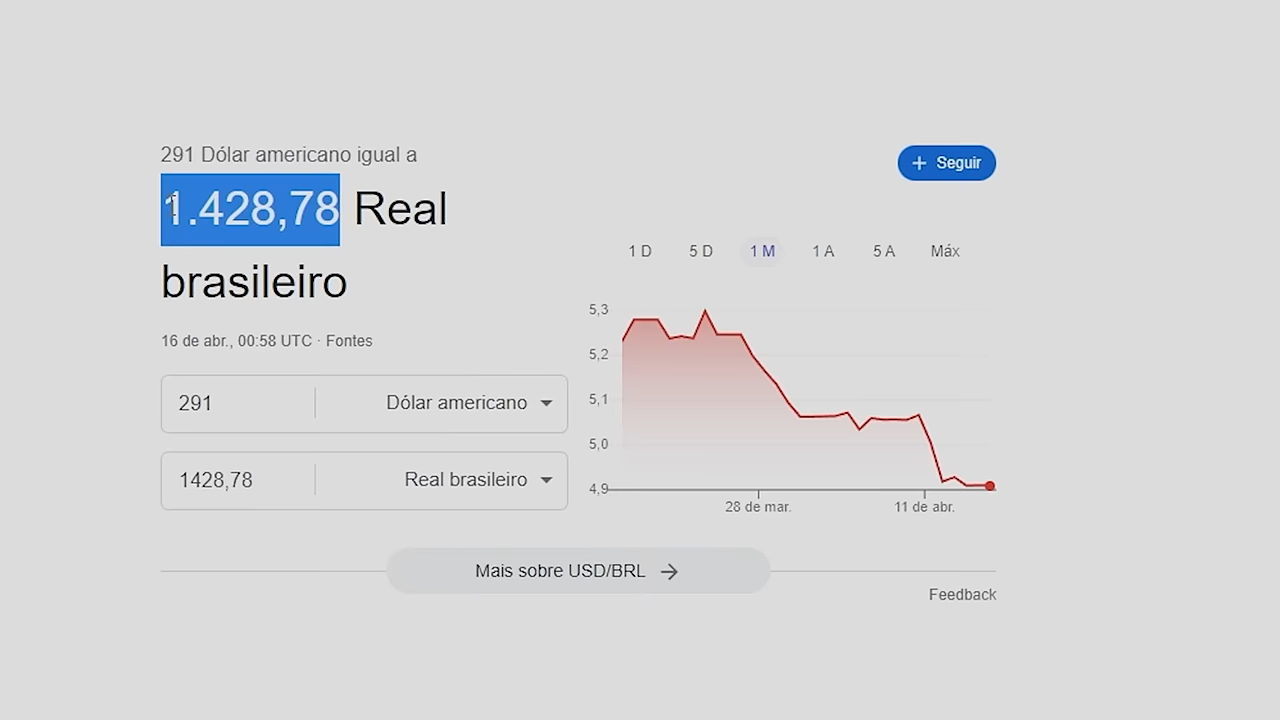 291 Dólar americano igual a
1.428,78 Real
brasileiro
16 de abr., 00:58 UTC · Fontes
291 Dólar americano
1428,78 Real brasileiro
Seguir
1 D 5 D 1 M 1 A 5 A Máx
5,3
5,2
5,1
5,0
4,9
28 de mar. 11 de abr.
Mais sobre USD/BRL
Feedback